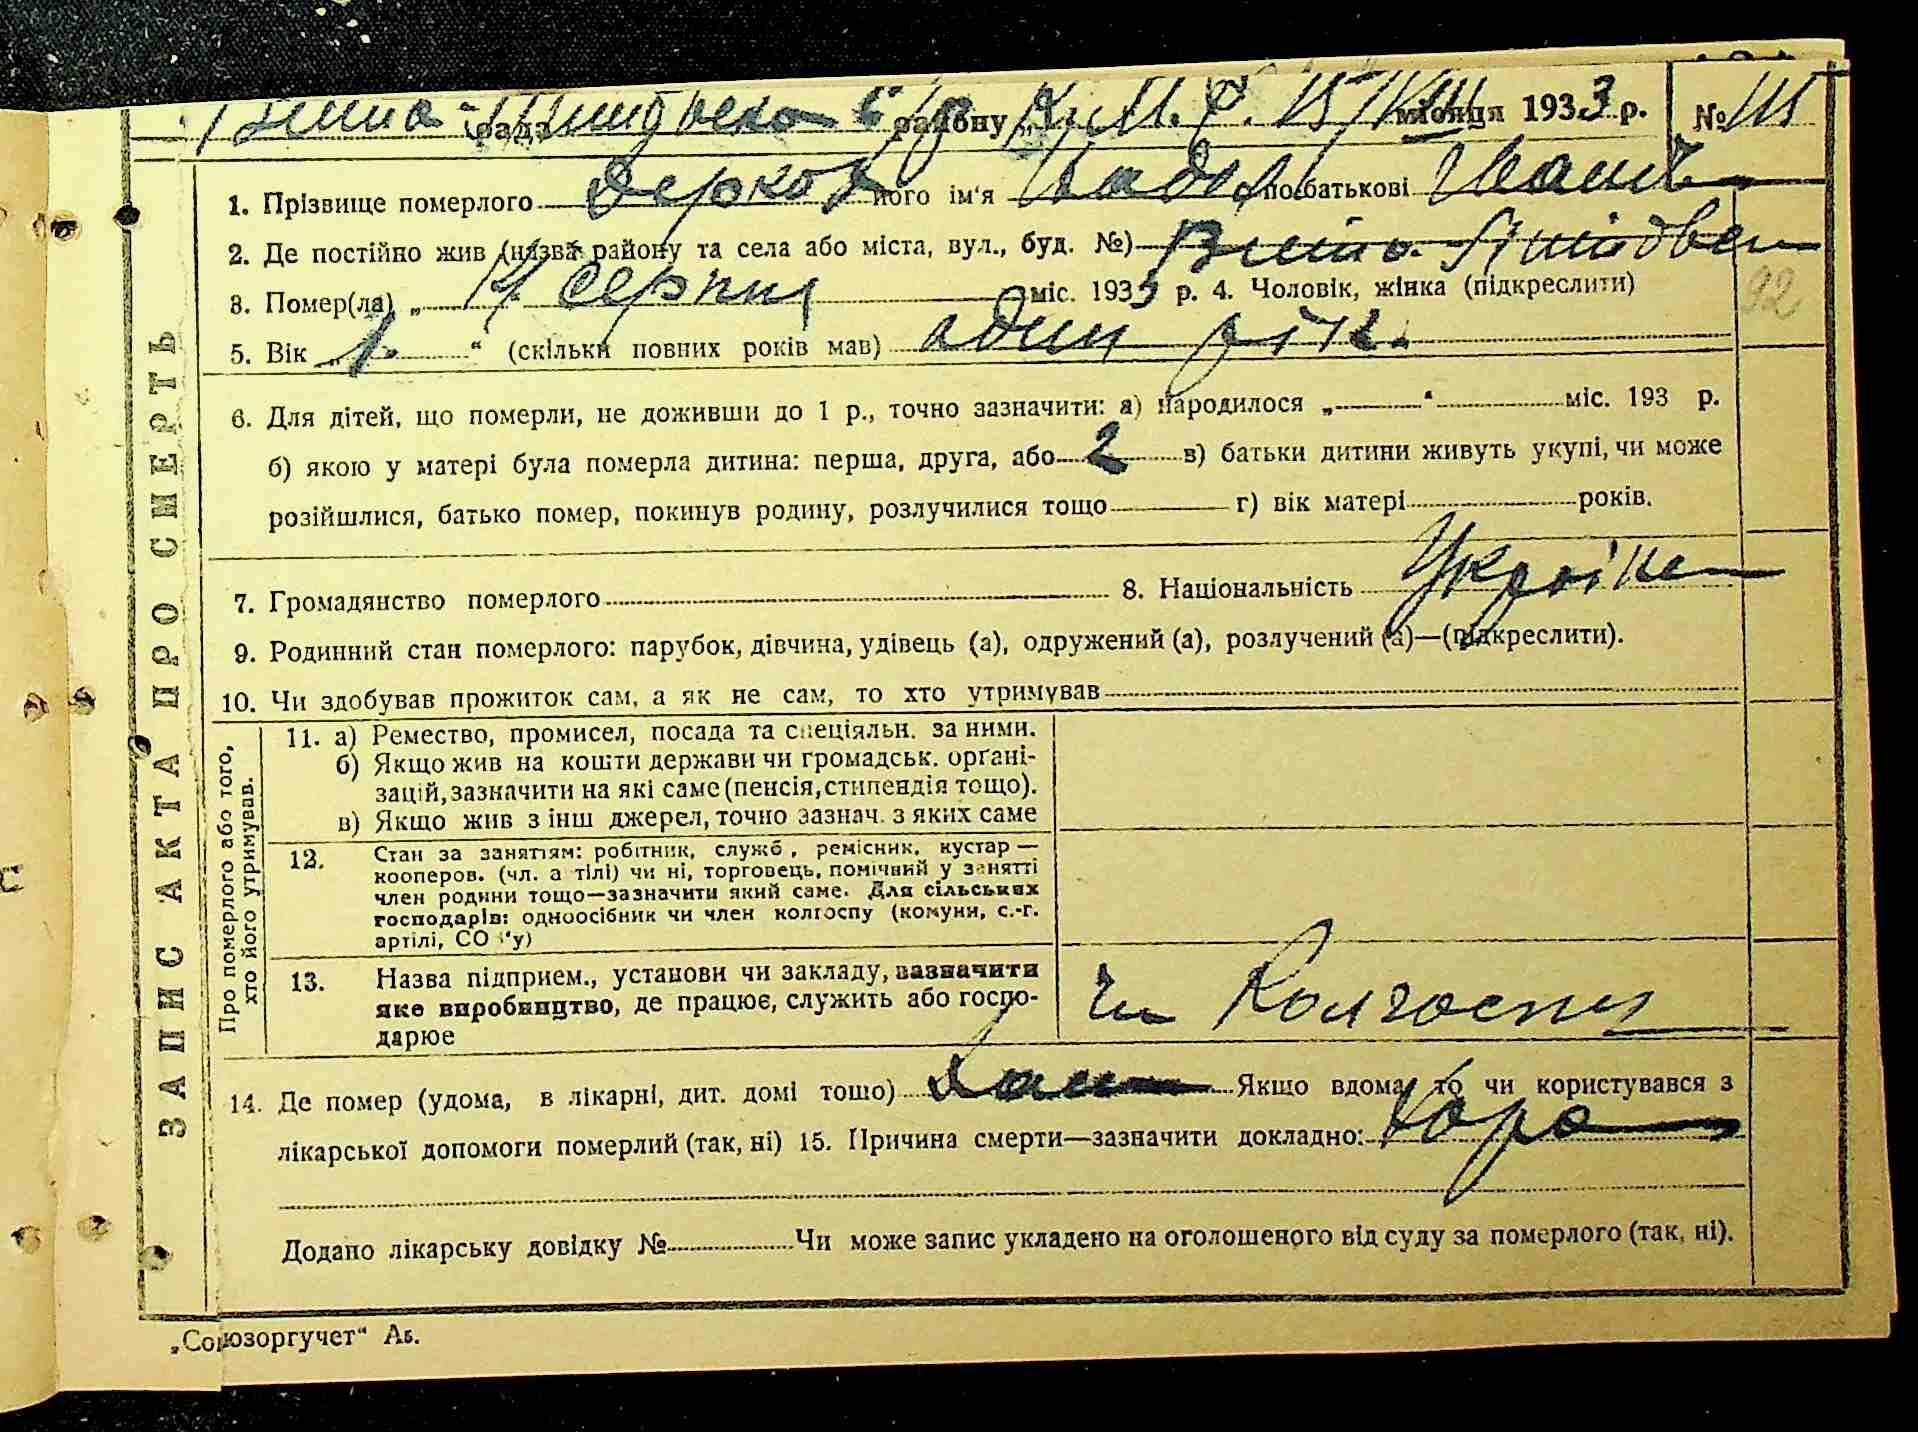 рада району місяця 1933 р. № 115
1. Прізвище померлого його ім'я по батькові
2. Де постійно жив (назва району та села або міста, вул., буд. №)
3. Помер(ла) „ серпня міс. 1933 р. 4. Чоловік, жінка (підкреслити)
92
5. Вік „1." (скільки повних років мав) один рік.
6. Для дітей, що померли, не доживши до 1 р., точно зазначити: а) народилося „ " міс. 193 р.
б) якою у матері була померла дитина: перша, друга, або 2 в) батьки дитини живуть укупі, чи може
розійшлися, батько помер, покинув родину, розлучилися тощо г) вік матері років.
7. Громадянство померлого 8. Національність
9. Родинний стан померлого: парубок, дівчина, удівець (а), одружений (а), розлучений (а)—(підкреслити).
10. Чи здобував прожиток сам, а як не сам, то хто утримував
11. а) Ремество, промисел, посада та спеціяльн. за ними.
б) Якщо жив на кошти держави чи громадськ. органі-
зацій, зазначити на які саме (пенсія, стипендія тощо).
в) Якщо жив з інш джерел, точно зазнач. з яких саме
12. Стан за заняттям: робітник, служб., ремісник, кустар —
кооперов. (чл. а тілі) чи ні, торговець, помічний у занятті
член родини тощо—зазначити який саме. Для сільських
господарів: одноосібник чи член колгоспу (комуни, с.-г.
артілі, СО у)
13. Назва підприєм., установи чи закладу, зазначити
яке виробництво, де працює, служить або госпо-
дарює
Колгоспу
14. Де помер (удома, в лікарні, дит. домі тощо) Якщо вдома, то чи користувався з
лікарської допомоги померлий (так, ні) 15. Причина смерти—зазначити докладно:
Додано лікарську довідку № Чи може запис укладено на оголошеного від суду за померлого (так, ні).
ЗАПИС АКТА ПРО СМЕРТЬ
Про померлого або того,
хто його утримував.
„Союзоргучет" Аб.